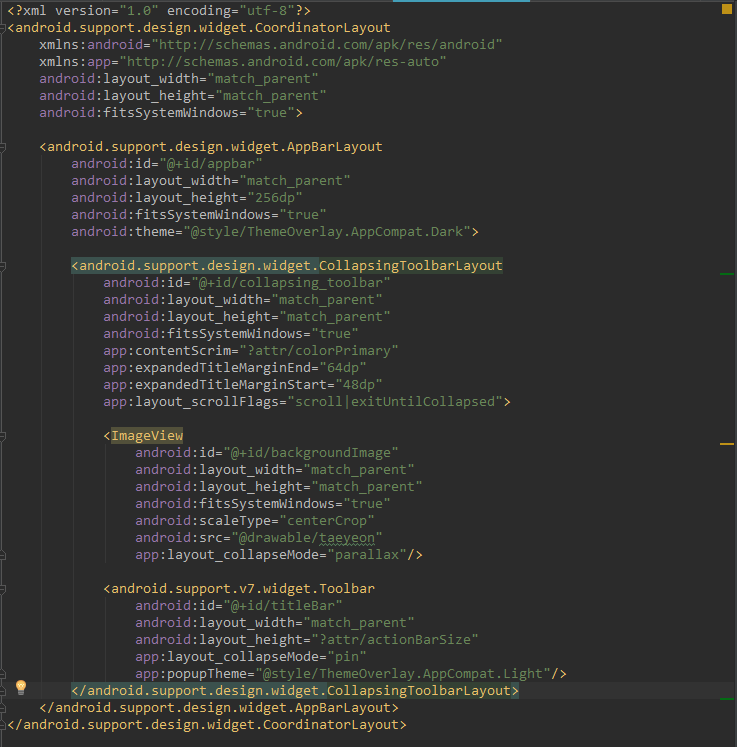 <?xml version="1.0" encoding="utf-8"?>
<android.support.design.widget.CoordinatorLayout
    xmlns:android="http://schemas.android.com/apk/res/android"
    xmlns:app="http://schemas.android.com/apk/res-auto"
    android:layout_width="match_parent"
    android:layout_height="match_parent"
    android:fitsSystemWindows="true">

    <android.support.design.widget.AppBarLayout
        android:id="@+id/appbar"
        android:layout_width="match_parent"
        android:layout_height="256dp"
        android:fitsSystemWindows="true"
        android:theme="@style/ThemeOverlay.AppCompat.Dark">

        <android.support.design.widget.CollapsingToolbarLayout
            android:id="@+id/collapsing_toolbar"
            android:layout_width="match_parent"
            android:layout_height="match_parent"
            android:fitsSystemWindows="true"
            app:contentScrim="?attr/colorPrimary"
            app:expandedTitleMarginEnd="64dp"
            app:expandedTitleMarginStart="48dp"
            app:layout_scrollFlags="scroll|exitUntilCollapsed">

            <ImageView
                android:id="@+id/backgroundImage"
                android:layout_width="match_parent"
                android:layout_height="match_parent"
                android:fitsSystemWindows="true"
                android:scaleType="centerCrop"
                android:src="@drawable/taeyeon"
                app:layout_collapseMode="parallax"/>

            <android.support.v7.widget.Toolbar
                android:id="@+id/titleBar"
                android:layout_width="match_parent"
                android:layout_height="?attr/actionBarSize"
                app:layout_collapseMode="pin"
                app:popupTheme="@style/ThemeOverlay.AppCompat.Light"/>
        </android.support.design.widget.CollapsingToolbarLayout>
    </android.support.design.widget.AppBarLayout>
</android.support.design.widget.CoordinatorLayout>